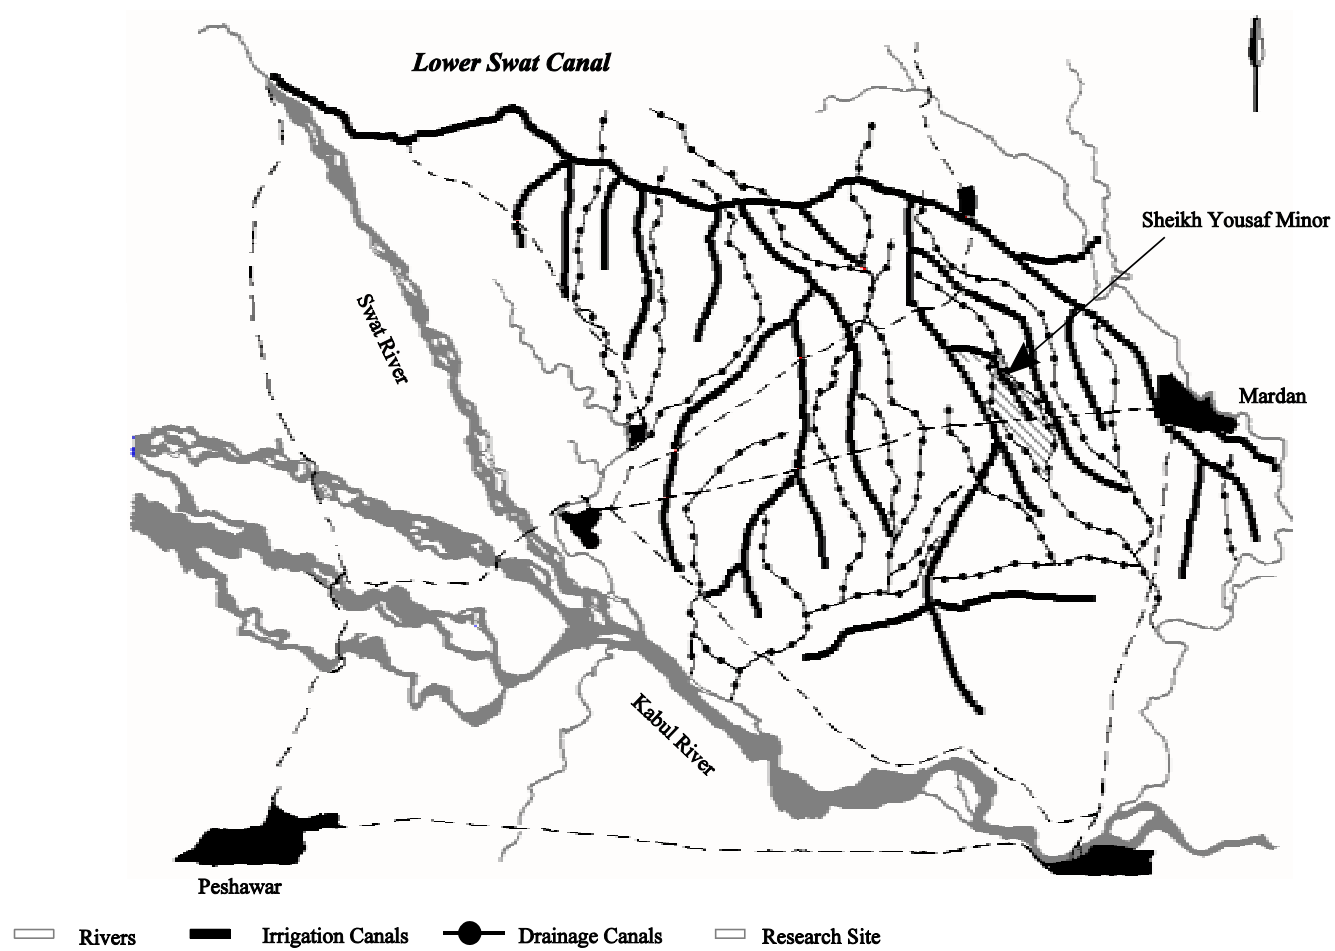 Lower Swat Canal
Sheikh Yousaf Minor
Swat River
Mardan
Kabul River
Peshawar
Rivers
Irrigation Canals
Drainage Canals
Research Site